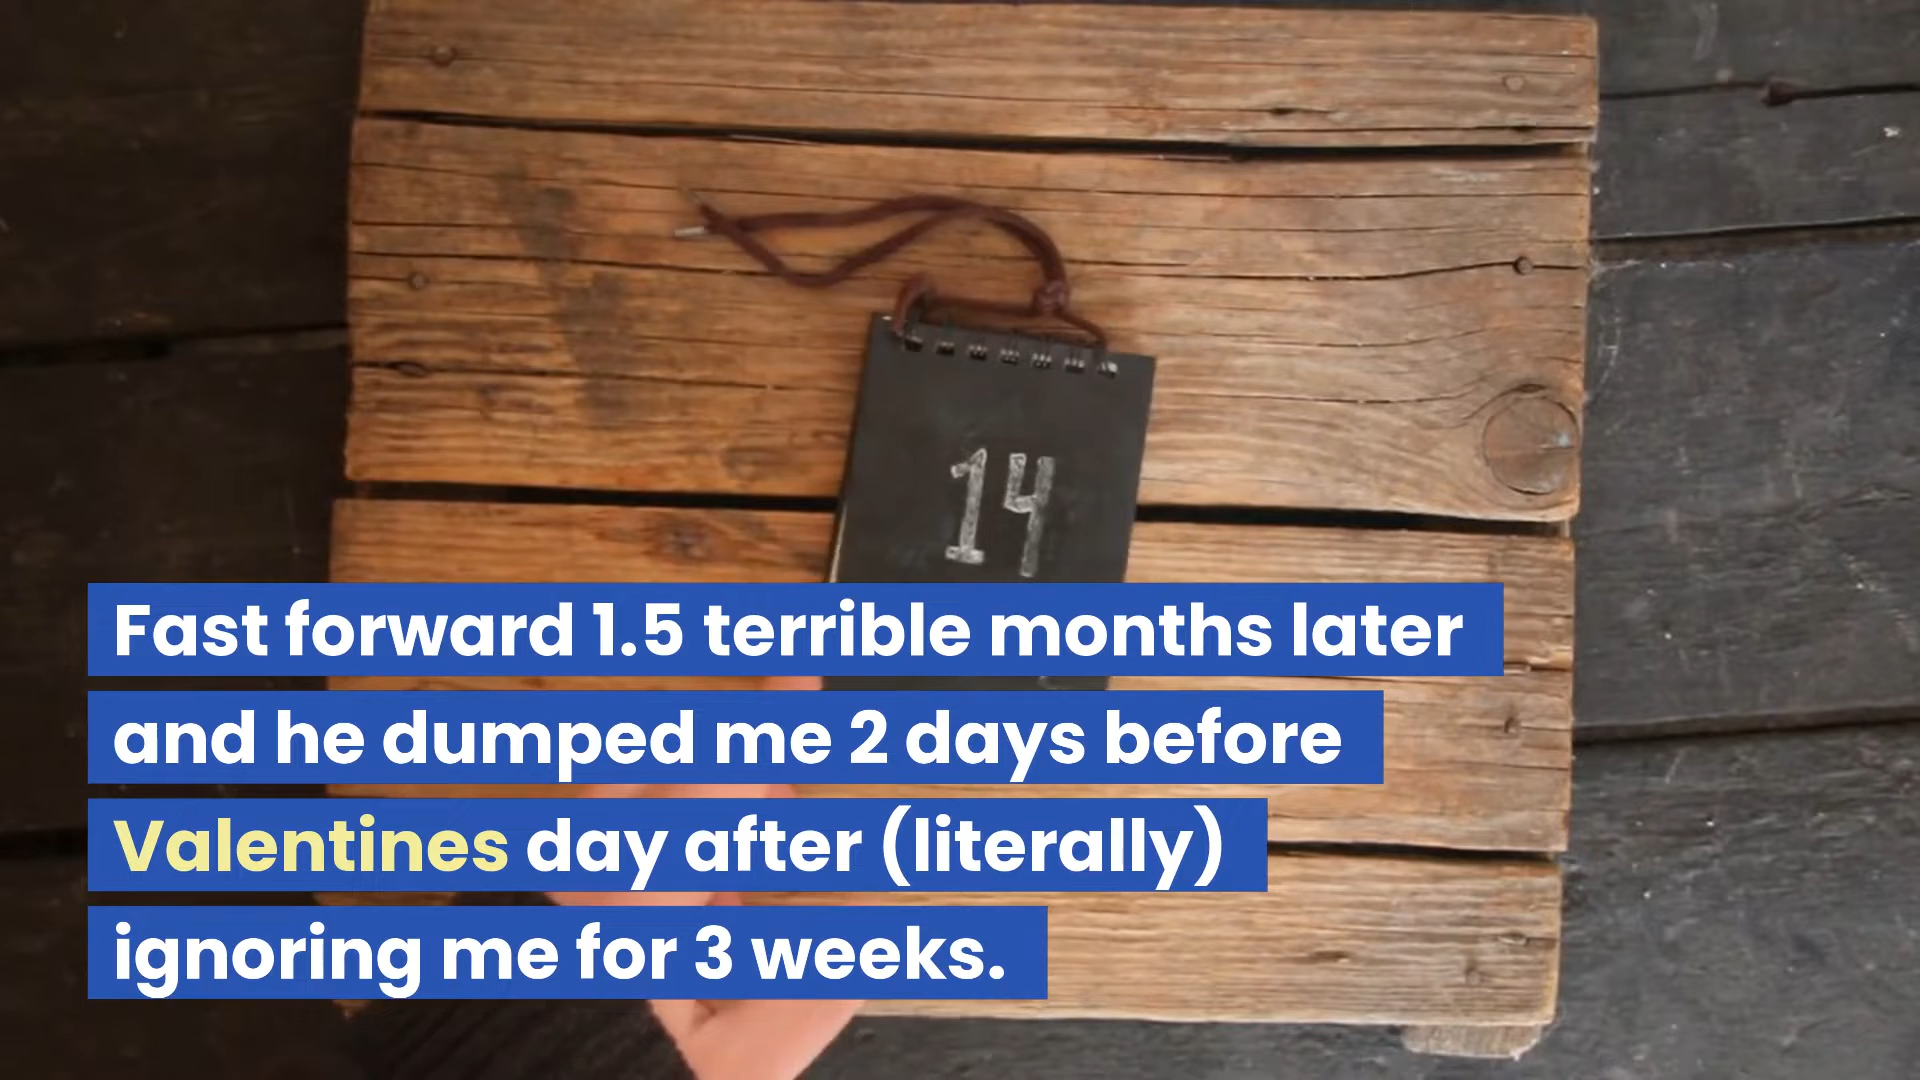 14
Fast forward 1.5 terrible months later
and he dumped me 2 days before
Valentines day after (literally)
ignoring me for 3 weeks.